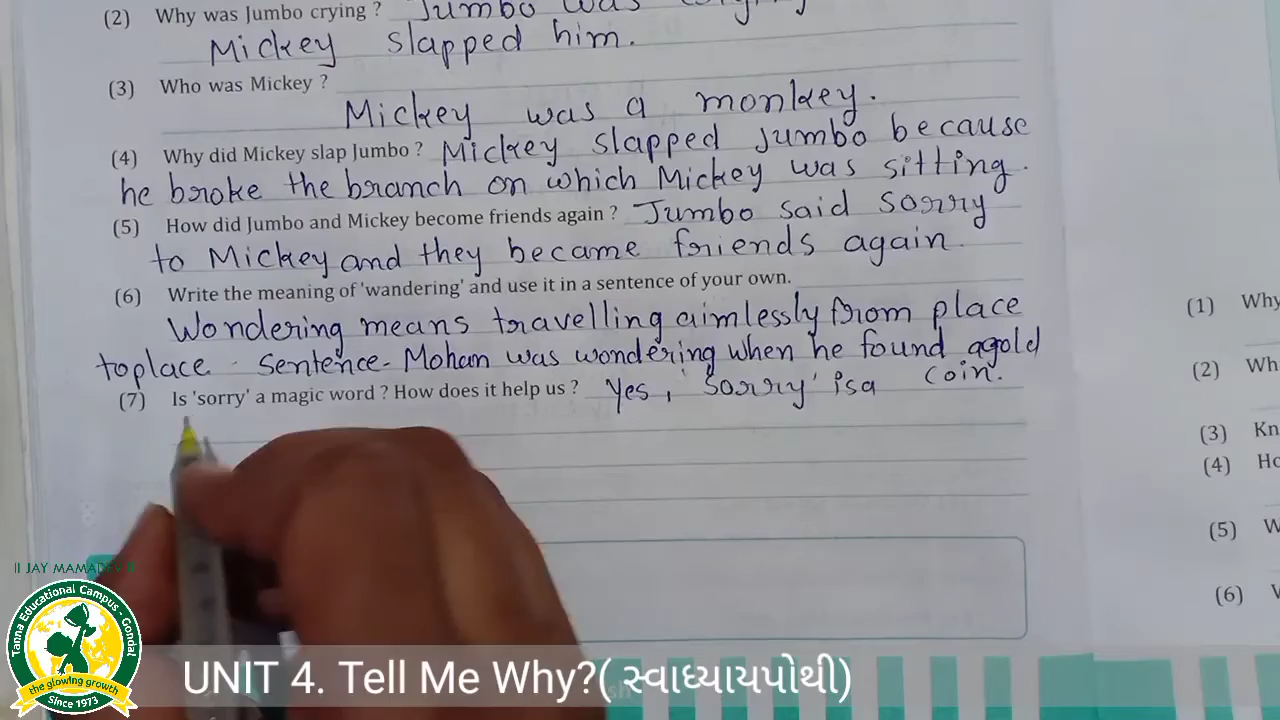 (2) Why was Jumbo crying ? Jumbo was
Mickey slapped him.
(3) Who was Mickey ?
Mickey was a monkey.
(4) Why did Mickey slap Jumbo ? Mickey slapped Jumbo because
he broke the branch on which Mickey was sitting.
(5) How did Jumbo and Mickey become friends again ? Jumbo said sorry
to Mickey and they became friends again.
(6) Write the meaning of 'wandering' and use it in a sentence of your own.
Wondering means travelling aimlessly from place
to place. Sentence - Mohan was wondering when he found a gold
coin.
(7) Is 'sorry' a magic word ? How does it help us ? Yes, 'Sorry' is a
(1) Why
(2) Wh
(3) Kn
(4) Ho
(5) W
(6) W
II JAY MAMADEV II
Tanna Educational Campus - Gondal
the glowing growth
Since 1973
UNIT 4. Tell Me Why?( સ્વાધ્યાયપોથી)